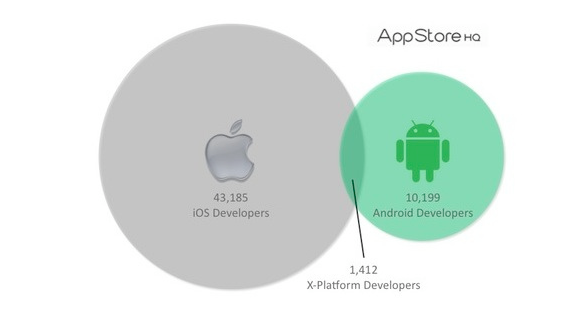 AppStore HQ
43,185
iOS Developers
10,199
Android Developers
1,412
X-Platform Developers